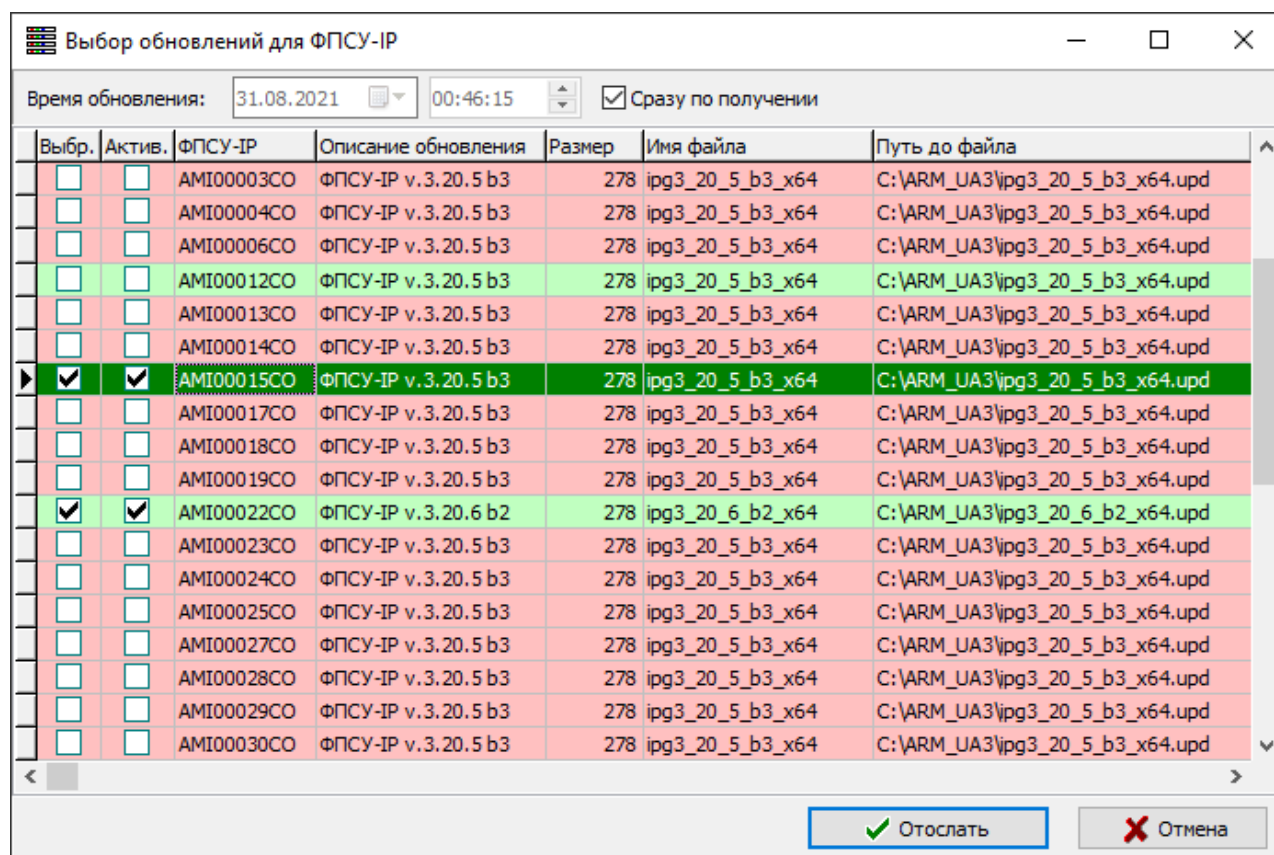 Выбор обновлений для ФПСУ-IP
Время обновления: 31.08.2021 00:46:15 Сразу по получении
Выбр. Актив. ФПСУ-IP Описание обновления Размер Имя файла Путь до файла
AMI00003CO ФПСУ-IP v.3.20.5 b3 278 ipg3_20_5_b3_x64 C:\ARM_UA3\ipg3_20_5_b3_x64.upd
AMI00004CO ФПСУ-IP v.3.20.5 b3 278 ipg3_20_5_b3_x64 C:\ARM_UA3\ipg3_20_5_b3_x64.upd
AMI00006CO ФПСУ-IP v.3.20.5 b3 278 ipg3_20_5_b3_x64 C:\ARM_UA3\ipg3_20_5_b3_x64.upd
AMI00012CO ФПСУ-IP v.3.20.5 b3 278 ipg3_20_5_b3_x64 C:\ARM_UA3\ipg3_20_5_b3_x64.upd
AMI00013CO ФПСУ-IP v.3.20.5 b3 278 ipg3_20_5_b3_x64 C:\ARM_UA3\ipg3_20_5_b3_x64.upd
AMI00014CO ФПСУ-IP v.3.20.5 b3 278 ipg3_20_5_b3_x64 C:\ARM_UA3\ipg3_20_5_b3_x64.upd
AMI00015CO ФПСУ-IP v.3.20.5 b3 278 ipg3_20_5_b3_x64 C:\ARM_UA3\ipg3_20_5_b3_x64.upd
AMI00017CO ФПСУ-IP v.3.20.5 b3 278 ipg3_20_5_b3_x64 C:\ARM_UA3\ipg3_20_5_b3_x64.upd
AMI00018CO ФПСУ-IP v.3.20.5 b3 278 ipg3_20_5_b3_x64 C:\ARM_UA3\ipg3_20_5_b3_x64.upd
AMI00019CO ФПСУ-IP v.3.20.5 b3 278 ipg3_20_5_b3_x64 C:\ARM_UA3\ipg3_20_5_b3_x64.upd
AMI00022CO ФПСУ-IP v.3.20.6 b2 278 ipg3_20_6_b2_x64 C:\ARM_UA3\ipg3_20_6_b2_x64.upd
AMI00023CO ФПСУ-IP v.3.20.5 b3 278 ipg3_20_5_b3_x64 C:\ARM_UA3\ipg3_20_5_b3_x64.upd
AMI00024CO ФПСУ-IP v.3.20.5 b3 278 ipg3_20_5_b3_x64 C:\ARM_UA3\ipg3_20_5_b3_x64.upd
AMI00025CO ФПСУ-IP v.3.20.5 b3 278 ipg3_20_5_b3_x64 C:\ARM_UA3\ipg3_20_5_b3_x64.upd
AMI00027CO ФПСУ-IP v.3.20.5 b3 278 ipg3_20_5_b3_x64 C:\ARM_UA3\ipg3_20_5_b3_x64.upd
AMI00028CO ФПСУ-IP v.3.20.5 b3 278 ipg3_20_5_b3_x64 C:\ARM_UA3\ipg3_20_5_b3_x64.upd
AMI00029CO ФПСУ-IP v.3.20.5 b3 278 ipg3_20_5_b3_x64 C:\ARM_UA3\ipg3_20_5_b3_x64.upd
AMI00030CO ФПСУ-IP v.3.20.5 b3 278 ipg3_20_5_b3_x64 C:\ARM_UA3\ipg3_20_5_b3_x64.upd
Отослать Отмена